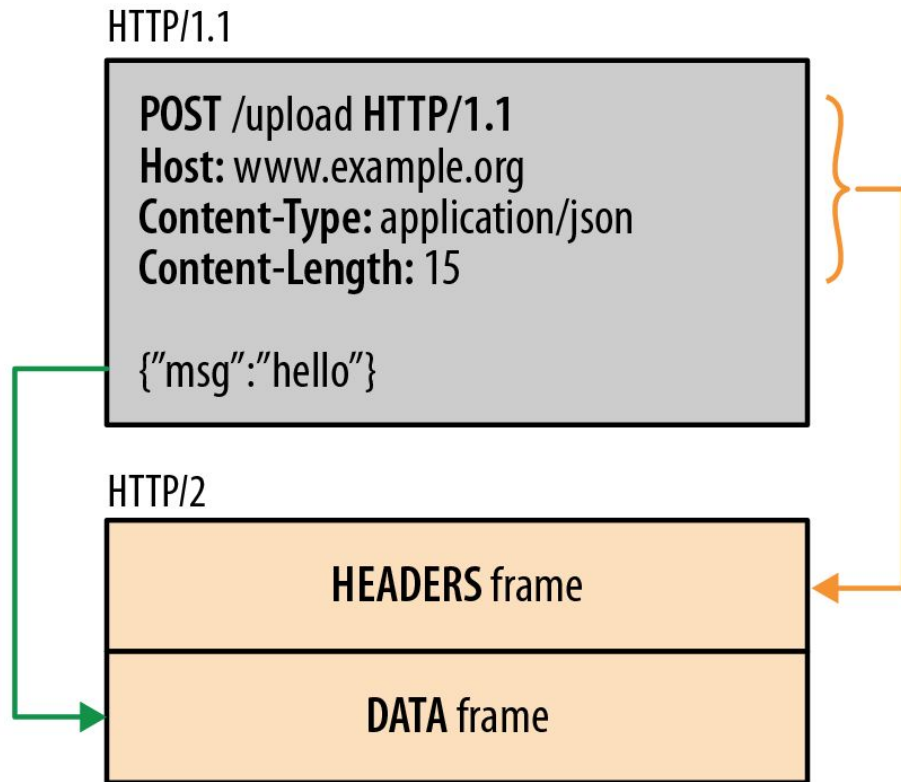 HTTP/1.1
POST /upload HTTP/1.1
Host: www.example.org
Content-Type: application/json
Content-Length: 15
{”msg”:”hello”}
HTTP/2
HEADERS frame
DATA frame